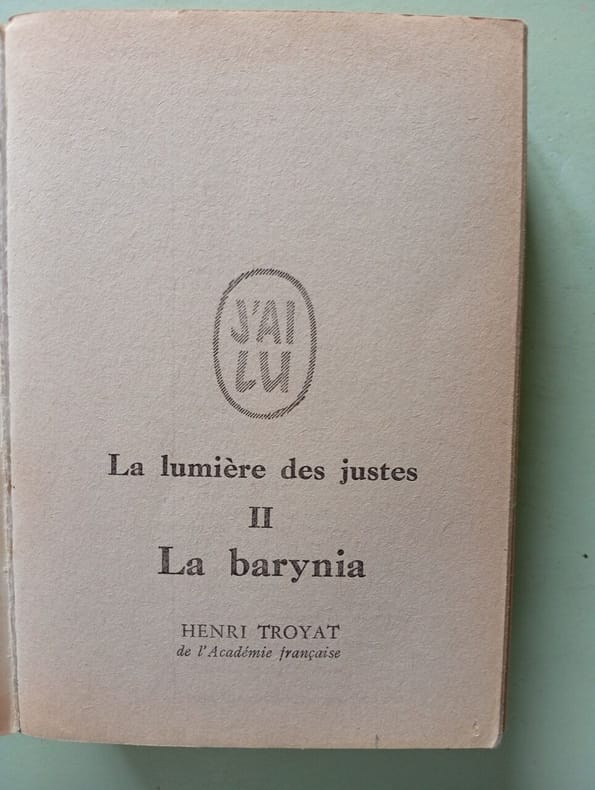 J'AI
LU
La lumière des justes
II
La barynia
HENRI TROYAT
de l'Académie française